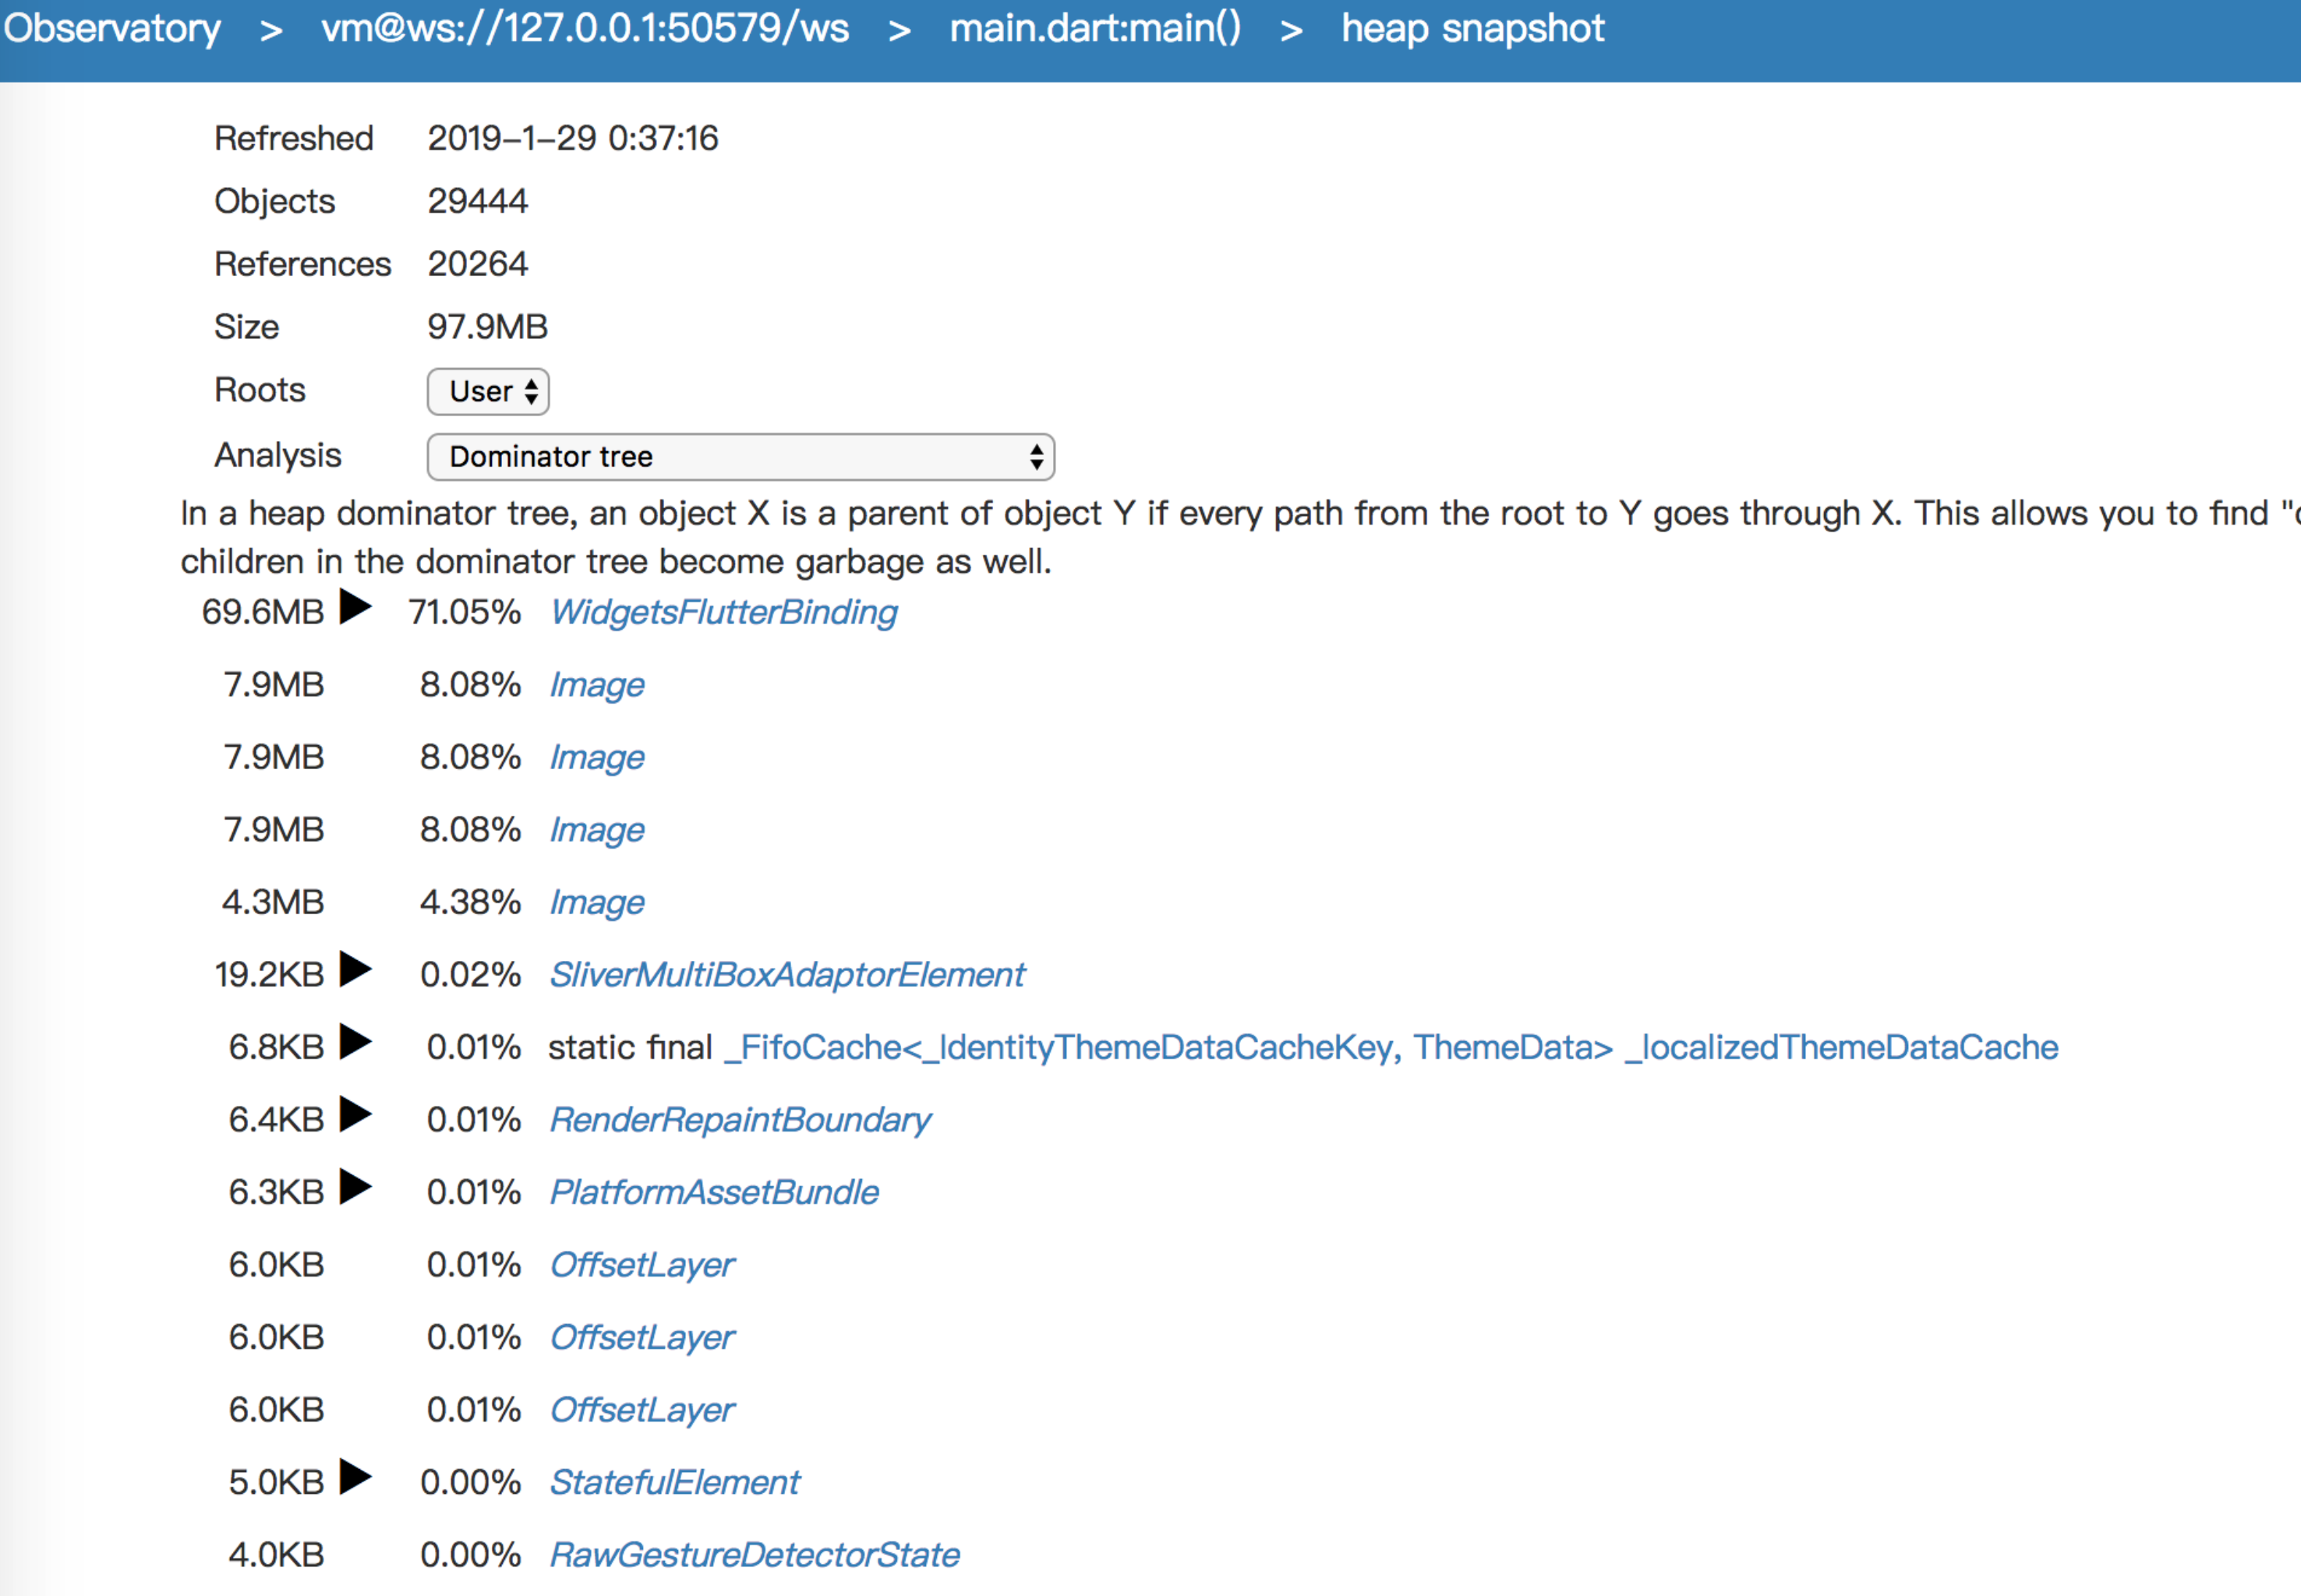 Observatory > vm@ws://127.0.0.1:50579/ws > main.dart:main() > heap snapshot
Refreshed 2019-1-29 0:37:16
Objects 29444
References 20264
Size 97.9MB
Roots User
Analysis Dominator tree
In a heap dominator tree, an object X is a parent of object Y if every path from the root to Y goes through X. This allows you to find "
children in the dominator tree become garbage as well.
69.6MB ▶ 71.05% WidgetsFlutterBinding
7.9MB 8.08% Image
7.9MB 8.08% Image
7.9MB 8.08% Image
4.3MB 4.38% Image
19.2KB ▶ 0.02% SliverMultiBoxAdaptorElement
6.8KB ▶ 0.01% static final _FifoCache<_IdentityThemeDataCacheKey, ThemeData> _localizedThemeDataCache
6.4KB ▶ 0.01% RenderRepaintBoundary
6.3KB ▶ 0.01% PlatformAssetBundle
6.0KB 0.01% OffsetLayer
6.0KB 0.01% OffsetLayer
6.0KB 0.01% OffsetLayer
5.0KB ▶ 0.00% StatefulElement
4.0KB 0.00% RawGestureDetectorState